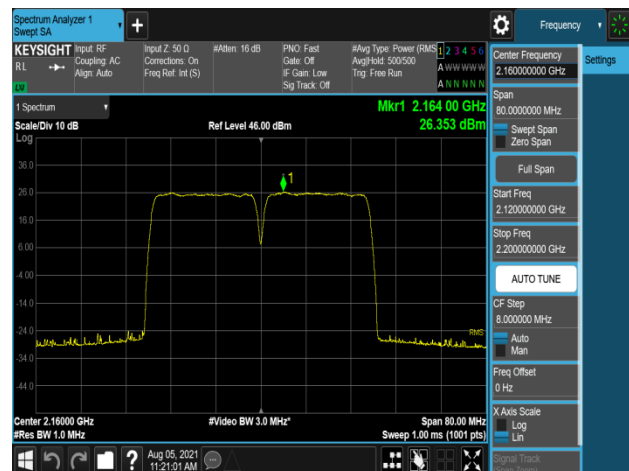 Spectrum Analyzer 1
Swept SA
Frequency
KEYSIGHT
RL
LW
Input: RF
Coupling: AC
Align: Auto
Input Z: 50 Ω
Corrections: On
Freq Ref: Int (S)
#Atten: 16 dB
PNO: Fast
Gate: Off
IF Gain: Low
Sig Track: Off
#Avg Type: Power (RMS
Avg|Hold: 500/500
Trig: Free Run
1 2 3 4 5 6
A W W W W W
A N N N N N
Center Frequency
2.160000000 GHz
Settings
Span
80.0000000 MHz
Swept Span
Zero Span
Full Span
Start Freq
2.120000000 GHz
Stop Freq
2.200000000 GHz
AUTO TUNE
CF Step
8.000000 MHz
Auto
Man
Freq Offset
0 Hz
X Axis Scale
Log
Lin
Signal Track
1 Spectrum
Mkr1 2.164 00 GHz
Scale/Div 10 dB
Ref Level 46.00 dBm
26.353 dBm
Log
36.0
1
26.0
16.0
6.00
-4.00
-14.0
-24.0
RMS
-34.0
-44.0
Center 2.16000 GHz
#Video BW 3.0 MHz*
Span 80.00 MHz
#Res BW 1.0 MHz
Sweep 1.00 ms (1001 pts)
?
Aug 05, 2021
11:21:01 AM